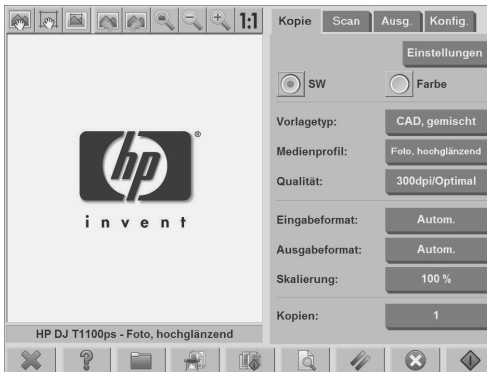 1:1
Kopie Scan Ausg. Konfig.
Einstellungen
SW Farbe
Vorlagetyp: CAD, gemischt
Medienprofil: Foto, hochglänzend
Qualität: 300dpi/Optimal
Eingabeformat: Autom.
Ausgabeformat: Autom.
Skalierung: 100 %
Kopien: 1
hp ®
invent
HP DJ T1100ps - Foto, hochglänzend
?